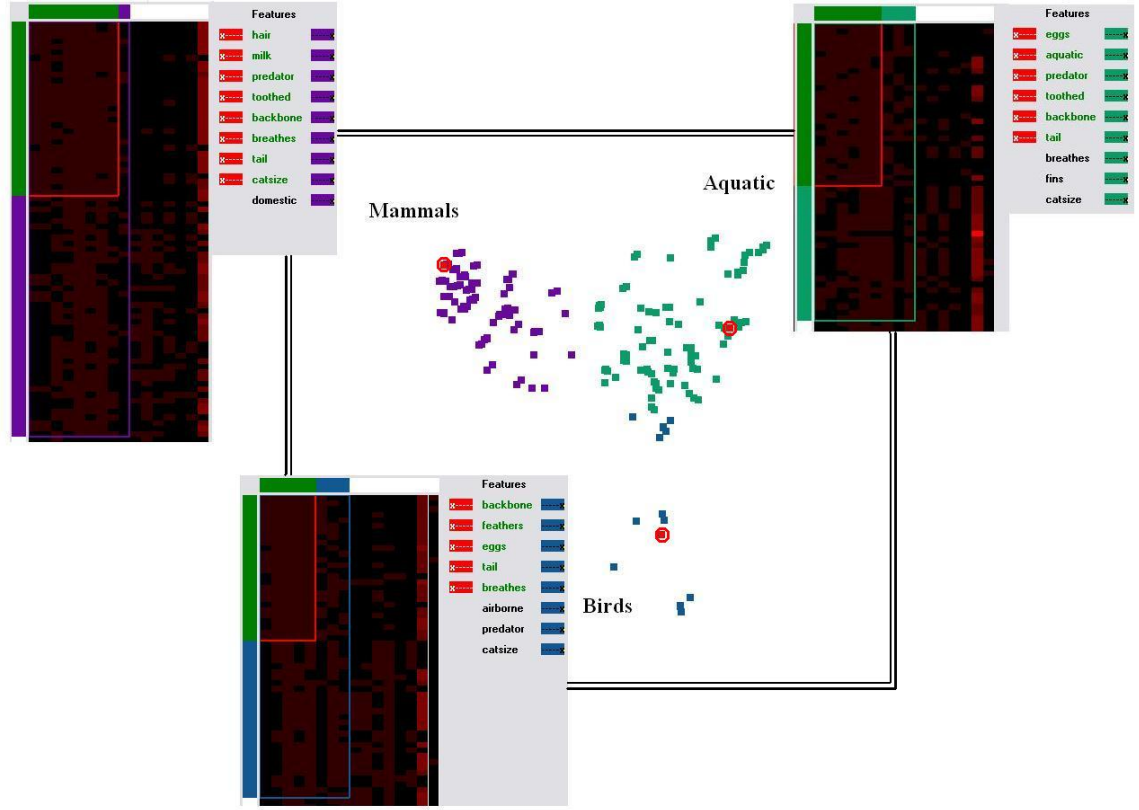 Features
hair
milk
predator
toothed
backbone
breathes
tail
catsize
domestic
Features
eggs
aquatic
predator
toothed
backbone
tail
breathes
fins
catsize
Mammals
Aquatic
Features
backbone
feathers
eggs
tail
breathes
airborne
predator
catsize
Birds